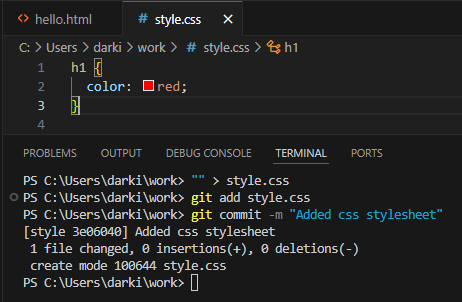 <> hello.html # style.css
C: > Users > darki > work > # style.css > h1
1 h1 {
2 color: red;
3 }
4
PROBLEMS OUTPUT DEBUG CONSOLE TERMINAL PORTS
PS C:\Users\darki\work> "" > style.css
PS C:\Users\darki\work> git add style.css
PS C:\Users\darki\work> git commit -m "Added css stylesheet"
[style 3e06040] Added css stylesheet
1 file changed, 0 insertions(+), 0 deletions(-)
create mode 100644 style.css
PS C:\Users\darki\work>